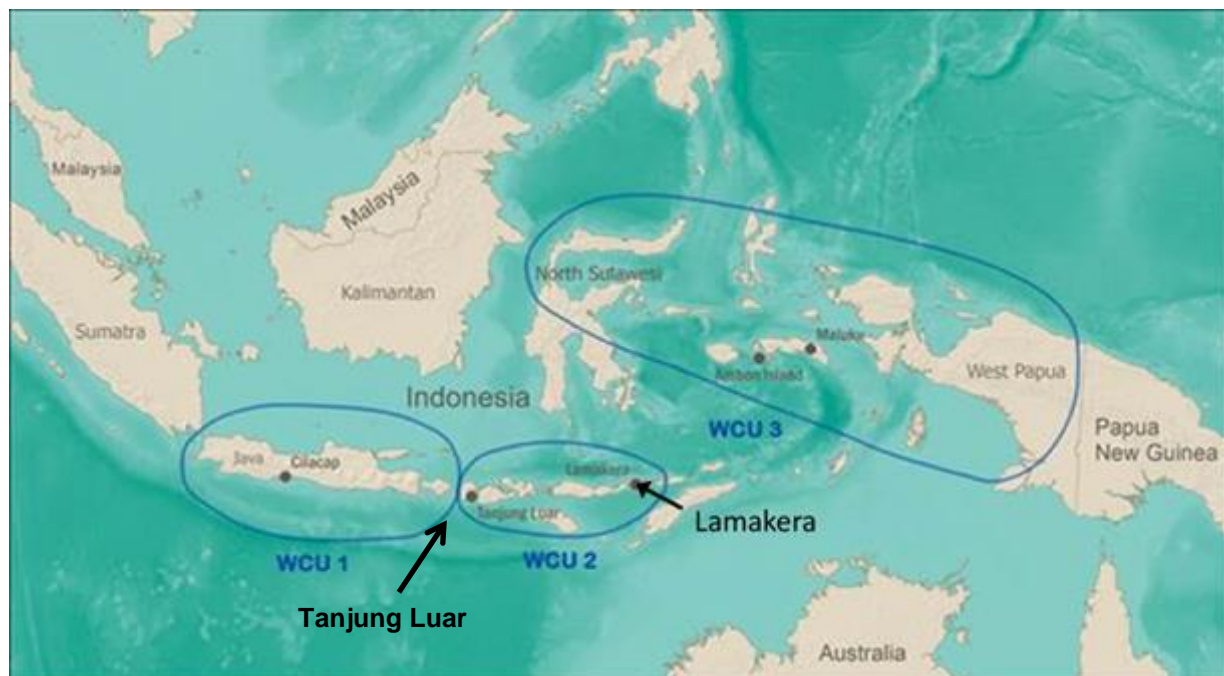 Malaysia
Malaysia
North Sulawesi
Kalimantan
Sumatra
Maluku
Ambon Island
West Papua
Indonesia
WCU 3
Papua
New Guinea
Java
Cilacap
Lamakera
Tanjung Luar
Lamakera
WCU 1
WCU 2
Tanjung Luar
Australia